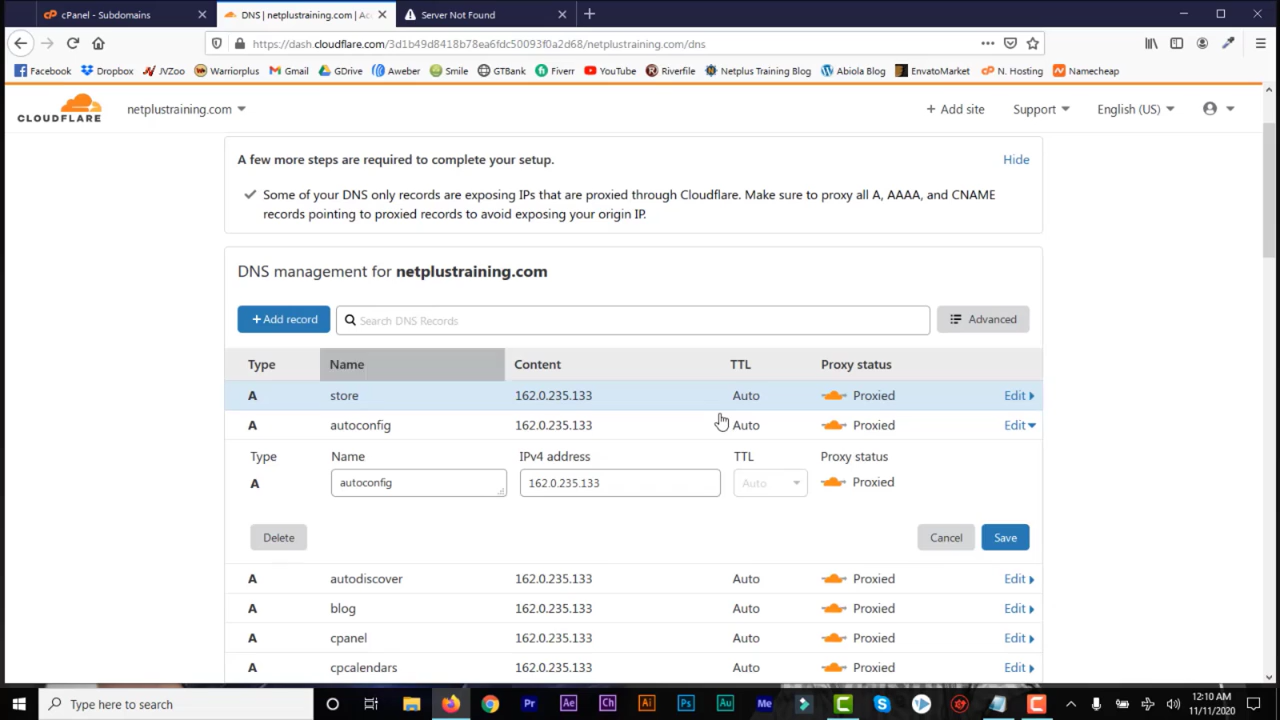 cPanel - Subdomains
DNS | netplustraining.com | Acc
Server Not Found
https://dash.cloudflare.com/3d1b49d8418b78ea6fdc50093f0a2d68/netplustraining.com/dns
Facebook Dropbox JVZoo Warriorplus Gmail GDrive Aweber Smile GTBank Fiverr YouTube Riverfile Netplus Training Blog Abiola Blog EnvatoMarket N. Hosting Namecheap
CLOUDFLARE
netplustraining.com
+ Add site Support English (US)
A few more steps are required to complete your setup. Hide
Some of your DNS only records are exposing IPs that are proxied through Cloudflare. Make sure to proxy all A, AAAA, and CNAME
records pointing to proxied records to avoid exposing your origin IP.
DNS management for netplustraining.com
+ Add record Search DNS Records Advanced
Type Name Content TTL Proxy status
A store 162.0.235.133 Auto Proxied Edit
A autoconfig 162.0.235.133 Auto Proxied Edit
Type Name IPv4 address TTL Proxy status
A autoconfig 162.0.235.133 Auto Proxied
Delete Cancel Save
A autodiscover 162.0.235.133 Auto Proxied Edit
A blog 162.0.235.133 Auto Proxied Edit
A cpanel 162.0.235.133 Auto Proxied Edit
A cpcalendars 162.0.235.133 Auto Proxied Edit
Type here to search
Pr Ae Ch Ai Ps Au Me
12:10 AM
11/11/2020